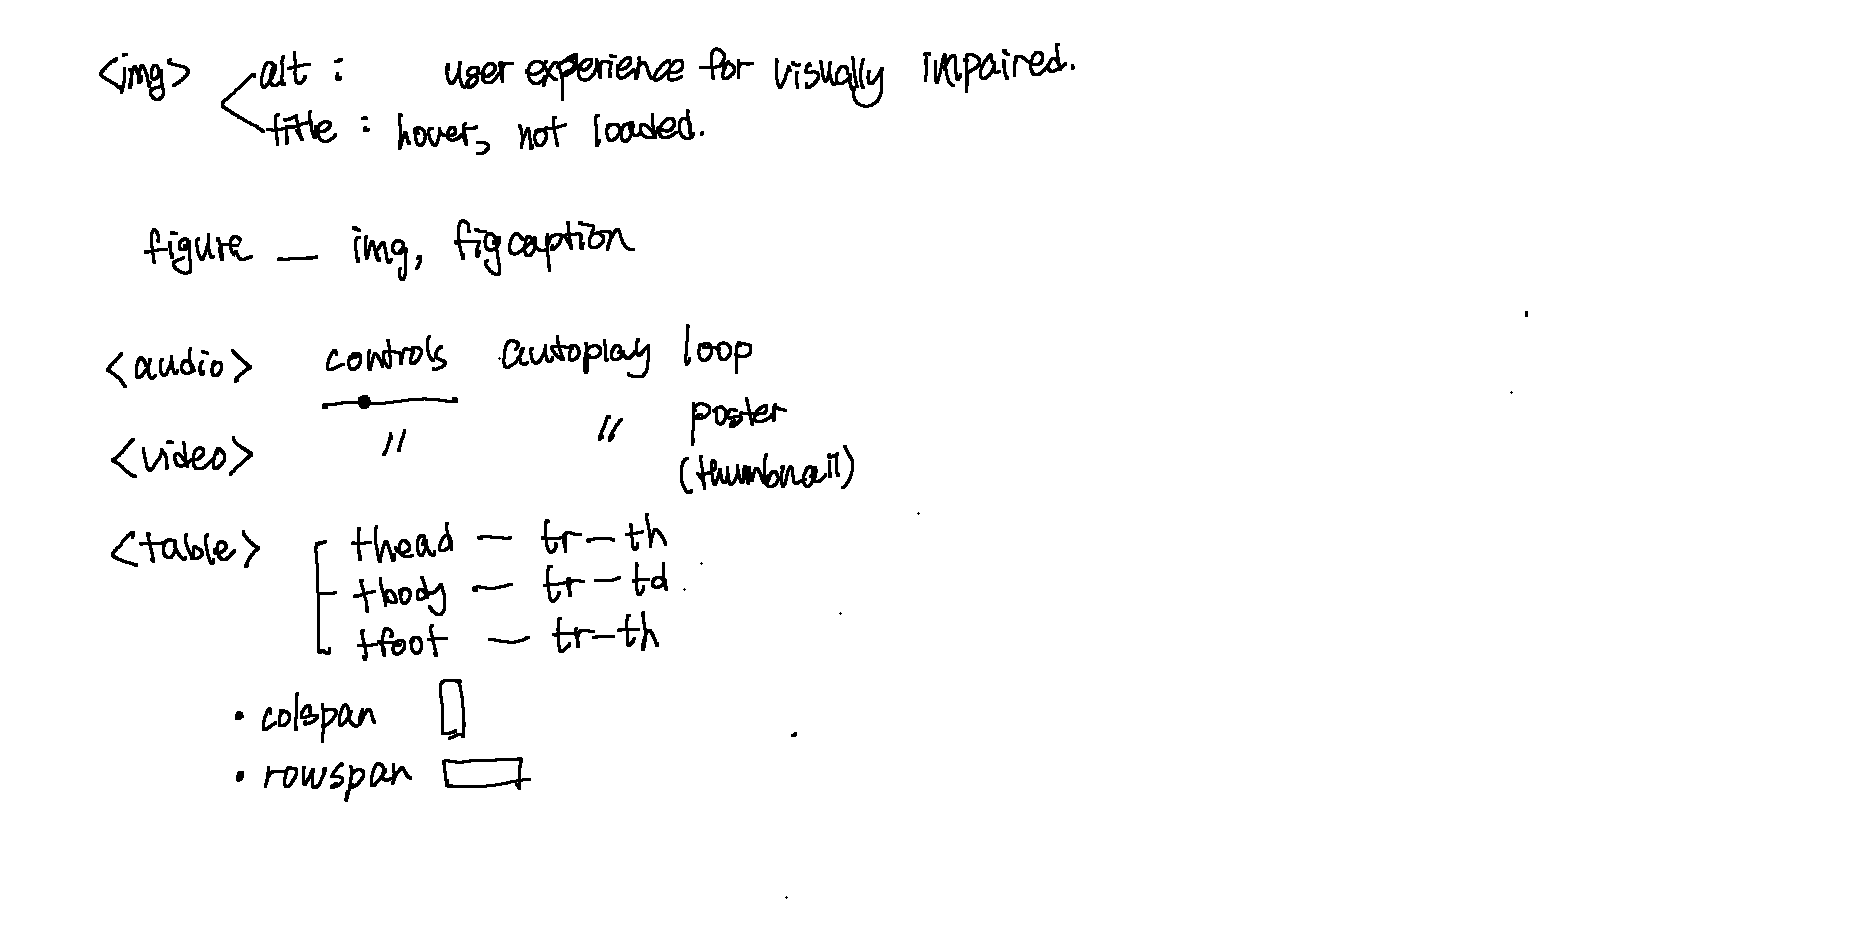 <img> alt : user experience for visually impaired.
title : hover, not loaded.
figure — img, figcaption
<audio> controls autoplay loop
<video> " " poster
(thumbnail)
<table> thead — tr — th
tbody — tr — td
tfoot — tr — th
• colspan
• rowspan